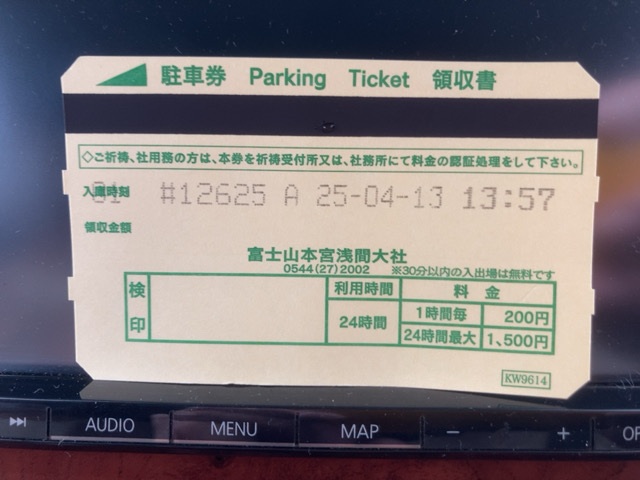 駐車券 Parking Ticket 領収書
◇ご祈祷、社用務の方は、本券を祈祷受付所又は、社務所にて料金の認証処理をして下さい。
入庫時刻 01 #12625 A 25-04-13 13:57
領収金額
富士山本宮浅間大社
0544(27)2002 ※30分以内の入出場は無料です
検印 利用時間 料金
24時間 1時間毎 200円
24時間最大 1,500円
KW9614
AUDIO MENU MAP − +